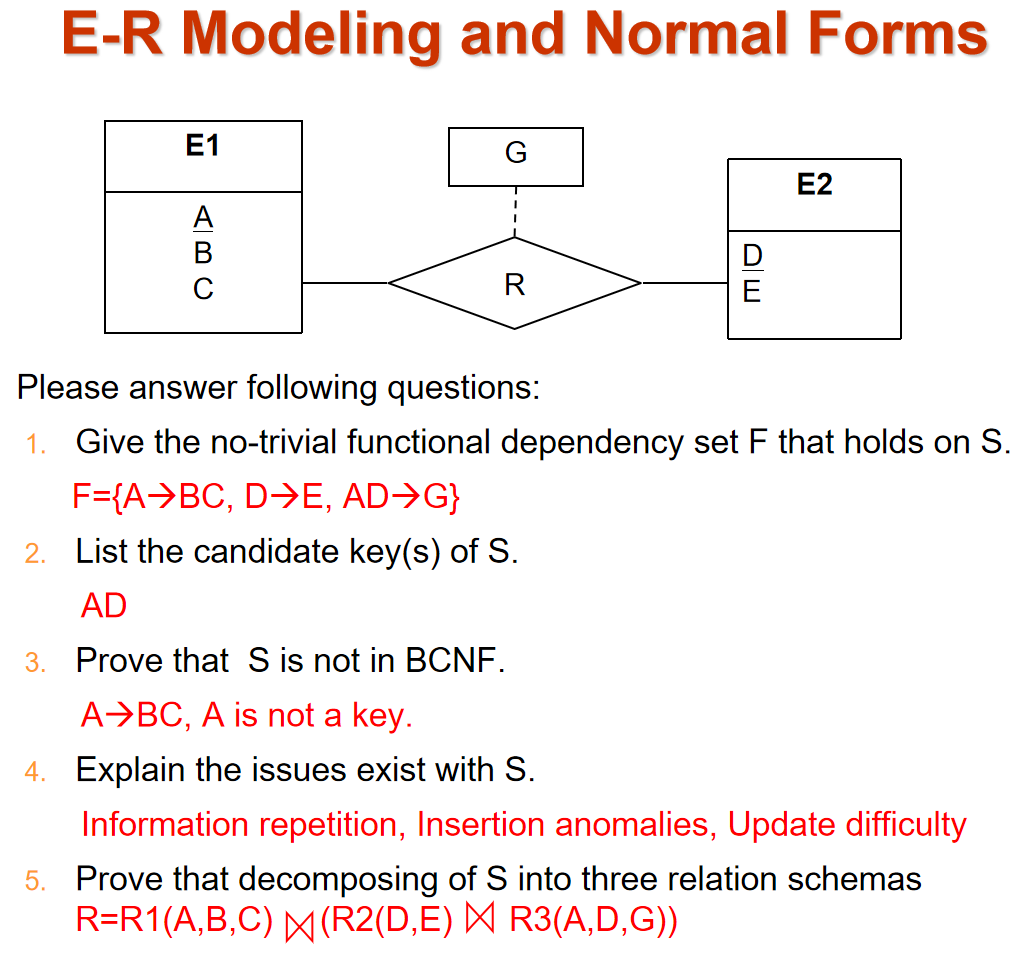 E-R Modeling and Normal Forms
E1
A
B
C
G
R
E2
D
E
Please answer following questions:
1. Give the no-trivial functional dependency set F that holds on S.
F={A→BC, D→E, AD→G}
2. List the candidate key(s) of S.
AD
3. Prove that S is not in BCNF.
A→BC, A is not a key.
4. Explain the issues exist with S.
Information repetition, Insertion anomalies, Update difficulty
5. Prove that decomposing of S into three relation schemas
R=R1(A,B,C) ⋈ (R2(D,E) ⋈ R3(A,D,G))